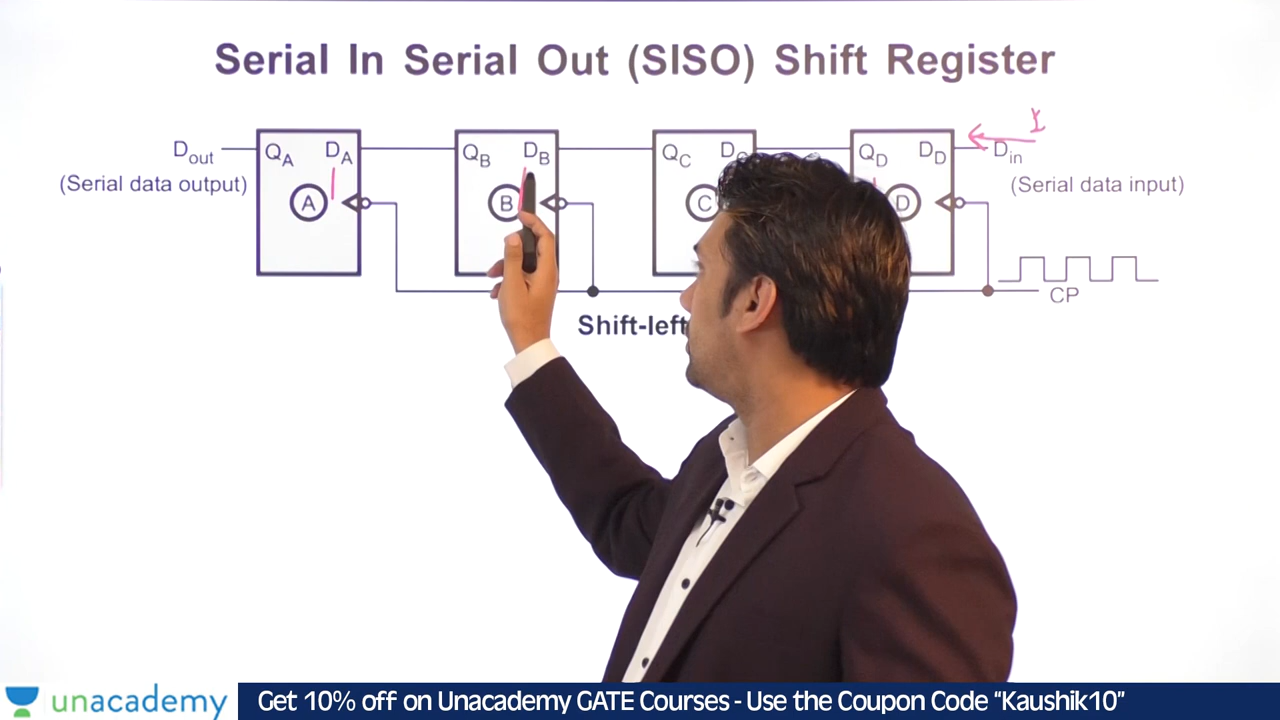 Serial In Serial Out (SISO) Shift Register
I
Dout QA DA QB DB QC QD DD Din
(Serial data output) (Serial data input)
A B C D
CP
Shift-left
unacademy
Get 10% off on Unacademy GATE Courses - Use the Coupon Code “Kaushik10”